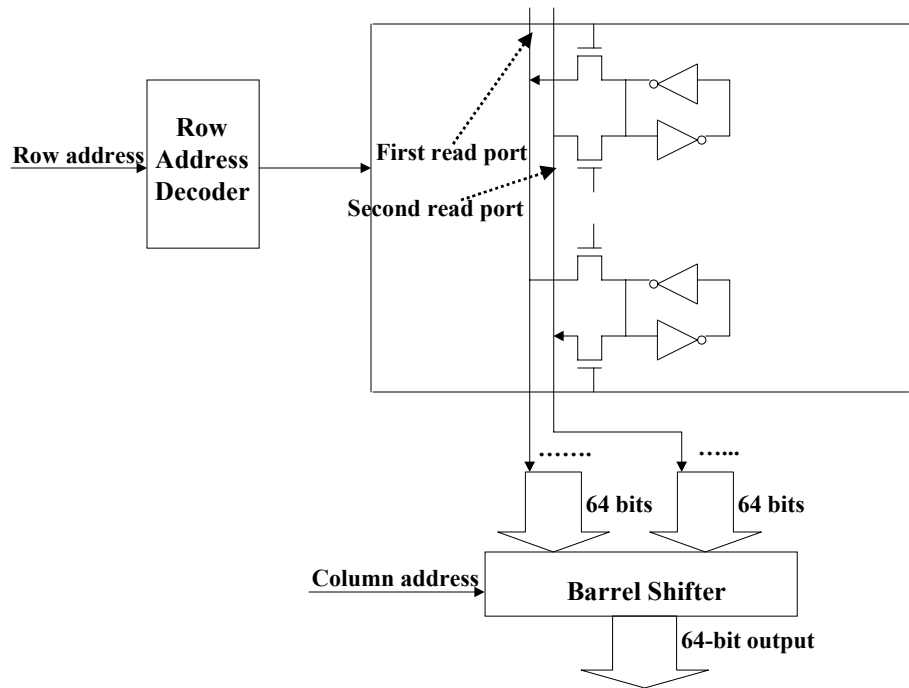 Row
Address
Decoder
Row address
First read port
Second read port
........
.......
64 bits
64 bits
Column address
Barrel Shifter
64-bit output